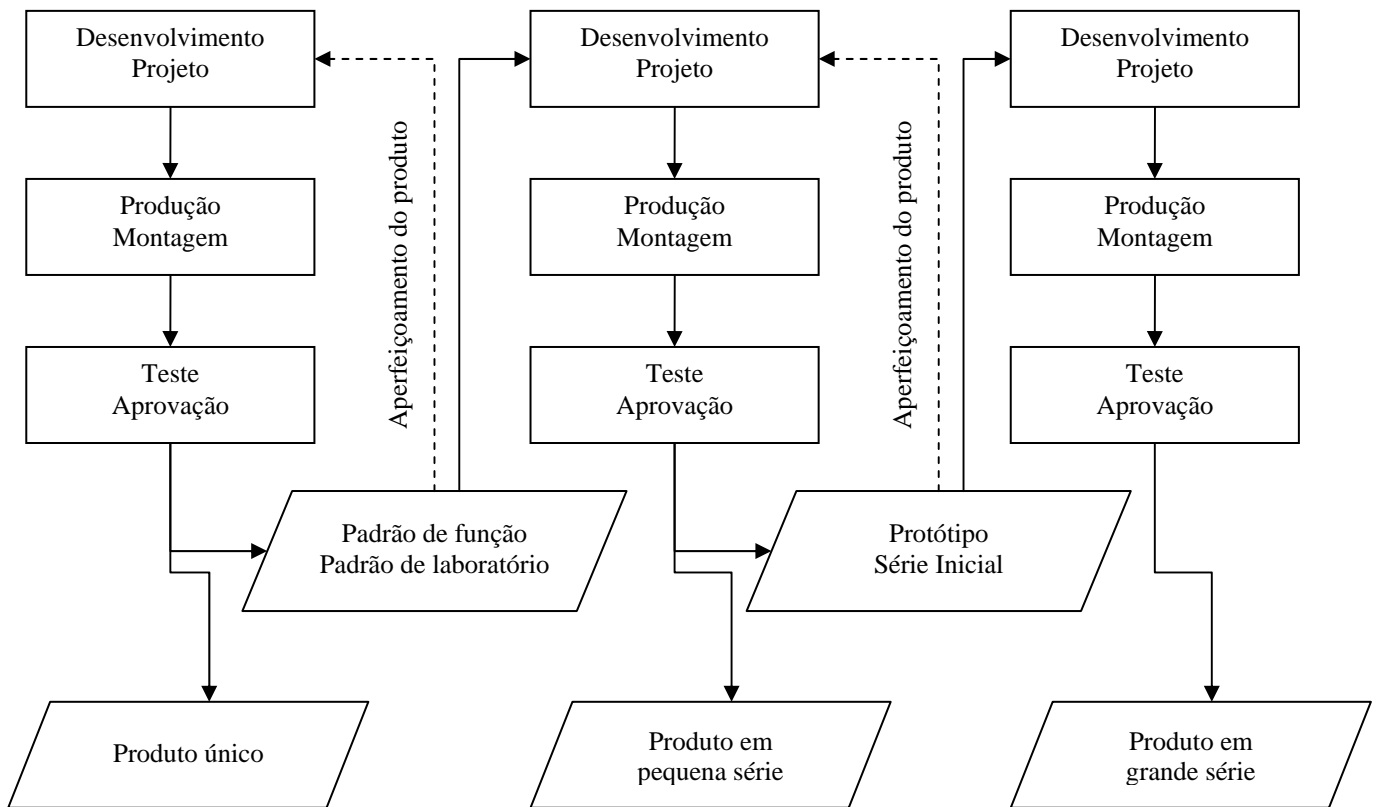 Desenvolvimento
Projeto
Produção
Montagem
Teste
Aprovação
Aperfeiçoamento do produto
Padrão de função
Padrão de laboratório
Produto único
Desenvolvimento
Projeto
Produção
Montagem
Teste
Aprovação
Aperfeiçoamento do produto
Protótipo
Série Inicial
Produto em
pequena série
Desenvolvimento
Projeto
Produção
Montagem
Teste
Aprovação
Produto em
grande série